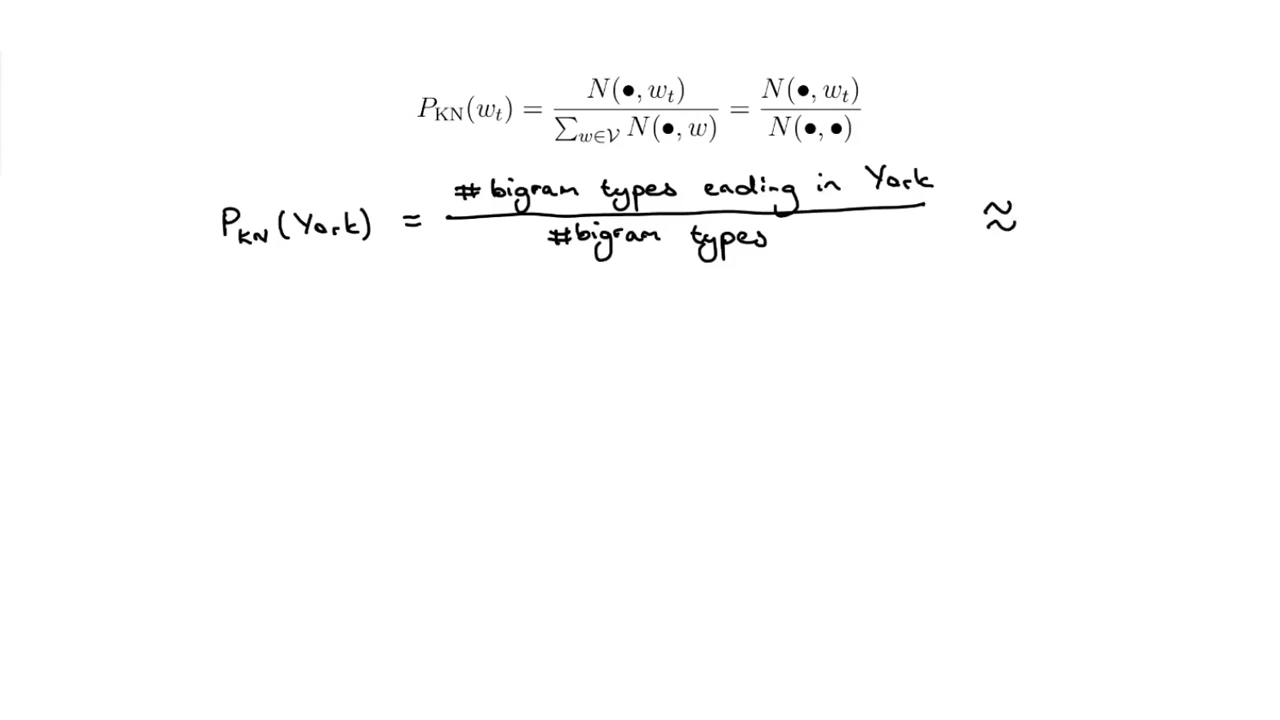 P_KN(w_t) = N(•, w_t) / ∑_{w∈𝒱} N(•, w) = N(•, w_t) / N(•, •)
P_KN(York) = # bigram types ending in York / #bigram types ≈